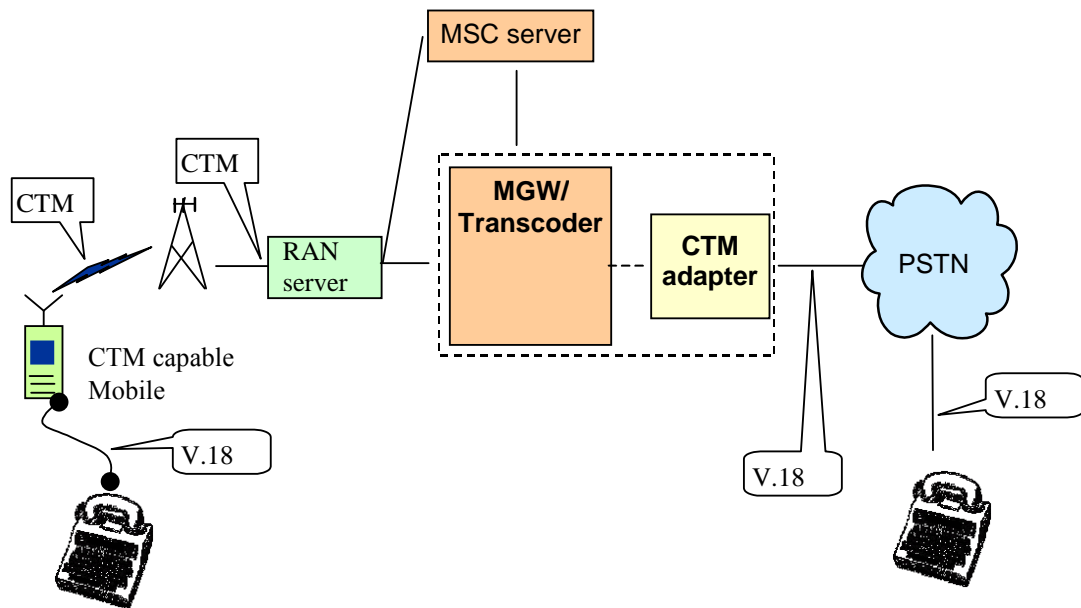 MSC server
CTM
CTM
MGW/
Transcoder
CTM
adapter
RAN
server
PSTN
CTM capable
Mobile
V.18
V.18
V.18